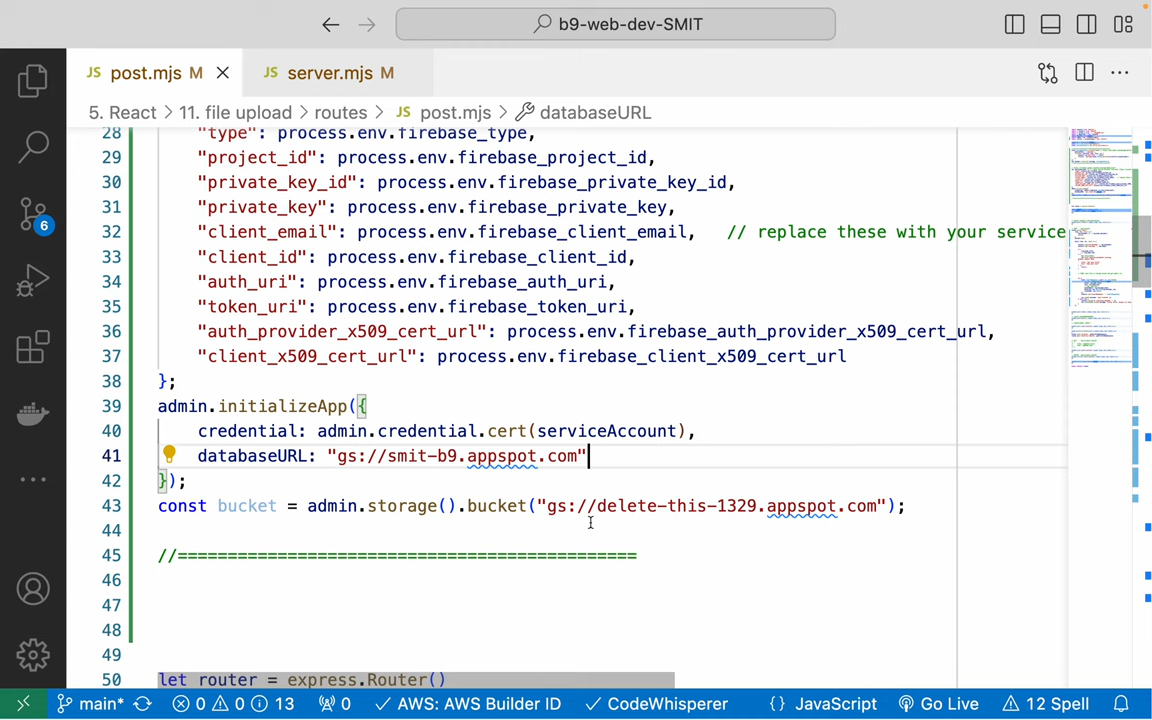 b9-web-dev-SMIT
JS post.mjs M
JS server.mjs M
5. React > 11. file upload > routes > JS post.mjs > databaseURL
28 "type": process.env.firebase_type,
29 "project_id": process.env.firebase_project_id,
30 "private_key_id": process.env.firebase_private_key_id,
31 "private_key": process.env.firebase_private_key,
32 "client_email": process.env.firebase_client_email, // replace these with your service
33 "client_id": process.env.firebase_client_id,
34 "auth_uri": process.env.firebase_auth_uri,
35 "token_uri": process.env.firebase_token_uri,
36 "auth_provider_x509_cert_url": process.env.firebase_auth_provider_x509_cert_url,
37 "client_x509_cert_url": process.env.firebase_client_x509_cert_url
38 };
39 admin.initializeApp({
40 credential: admin.credential.cert(serviceAccount),
41 databaseURL: "gs://smit-b9.appspot.com"
42 });
43 const bucket = admin.storage().bucket("gs://delete-this-1329.appspot.com");
44
45 //==============================================
46
47
48
49
50 let router = express.Router()
6
main* 0 0 13 0 AWS: AWS Builder ID CodeWhisperer {} JavaScript Go Live 12 Spell